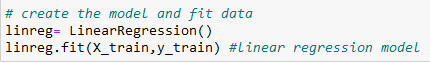 # create the model and fit data
linreg= LinearRegression()
linreg.fit(X_train,y_train) #linear regression model